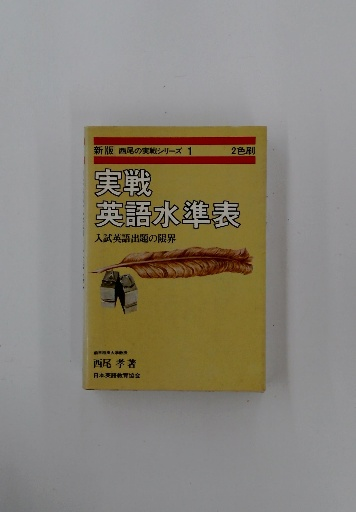 新版 西尾の実戦シリーズ 1 2色刷
実戦
英語水準表
入試英語出題の限界
西尾 孝著
日本英語教育協会